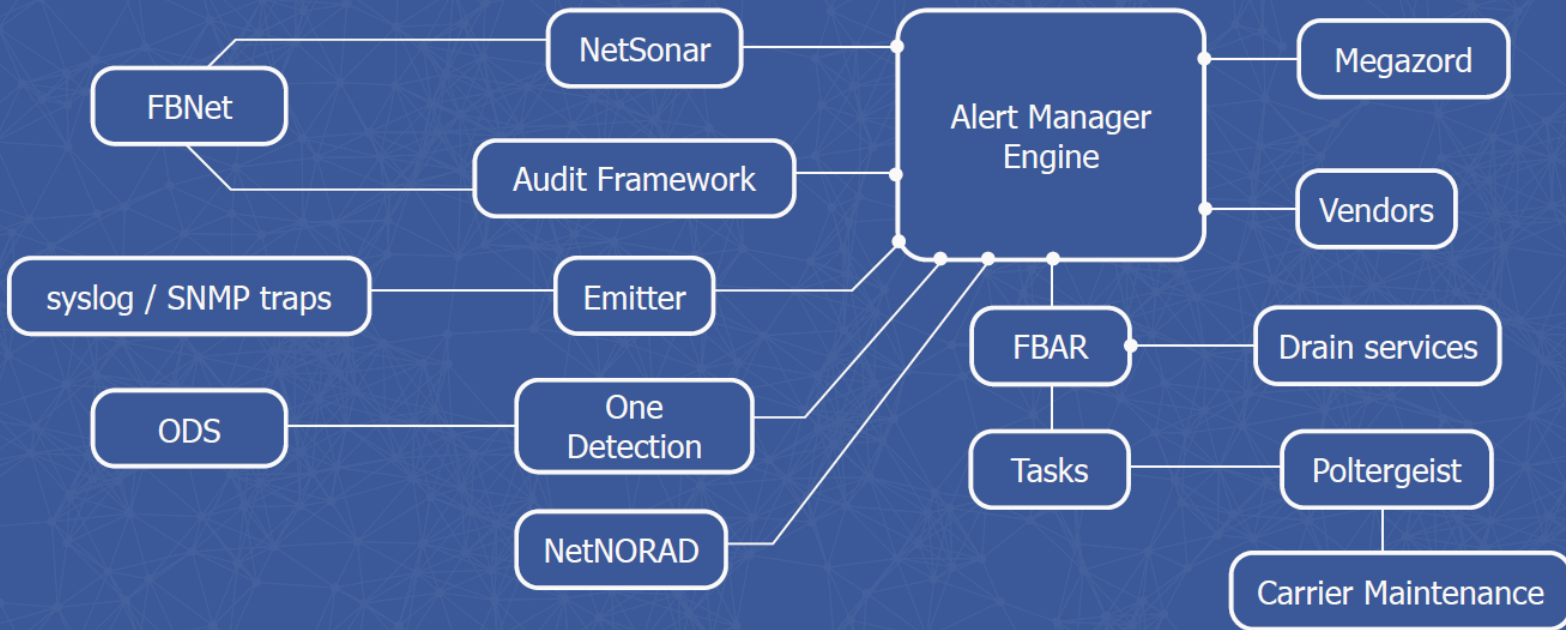 NetSonar
Megazord
FBNet
Alert Manager
Engine
Audit Framework
Vendors
syslog / SNMP traps
Emitter
FBAR
Drain services
ODS
One
Detection
Tasks
Poltergeist
NetNORAD
Carrier Maintenance